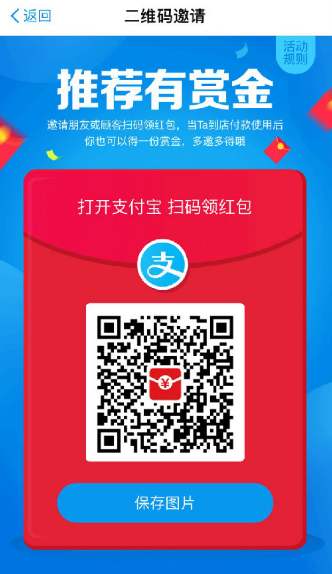 返回
二维码邀请
活动
规则
推荐有赏金
邀请朋友或顾客扫码领红包，当Ta到店付款使用后
你也可以得一份赏金，多邀多得哦
打开支付宝 扫码领红包
支
¥
保存图片